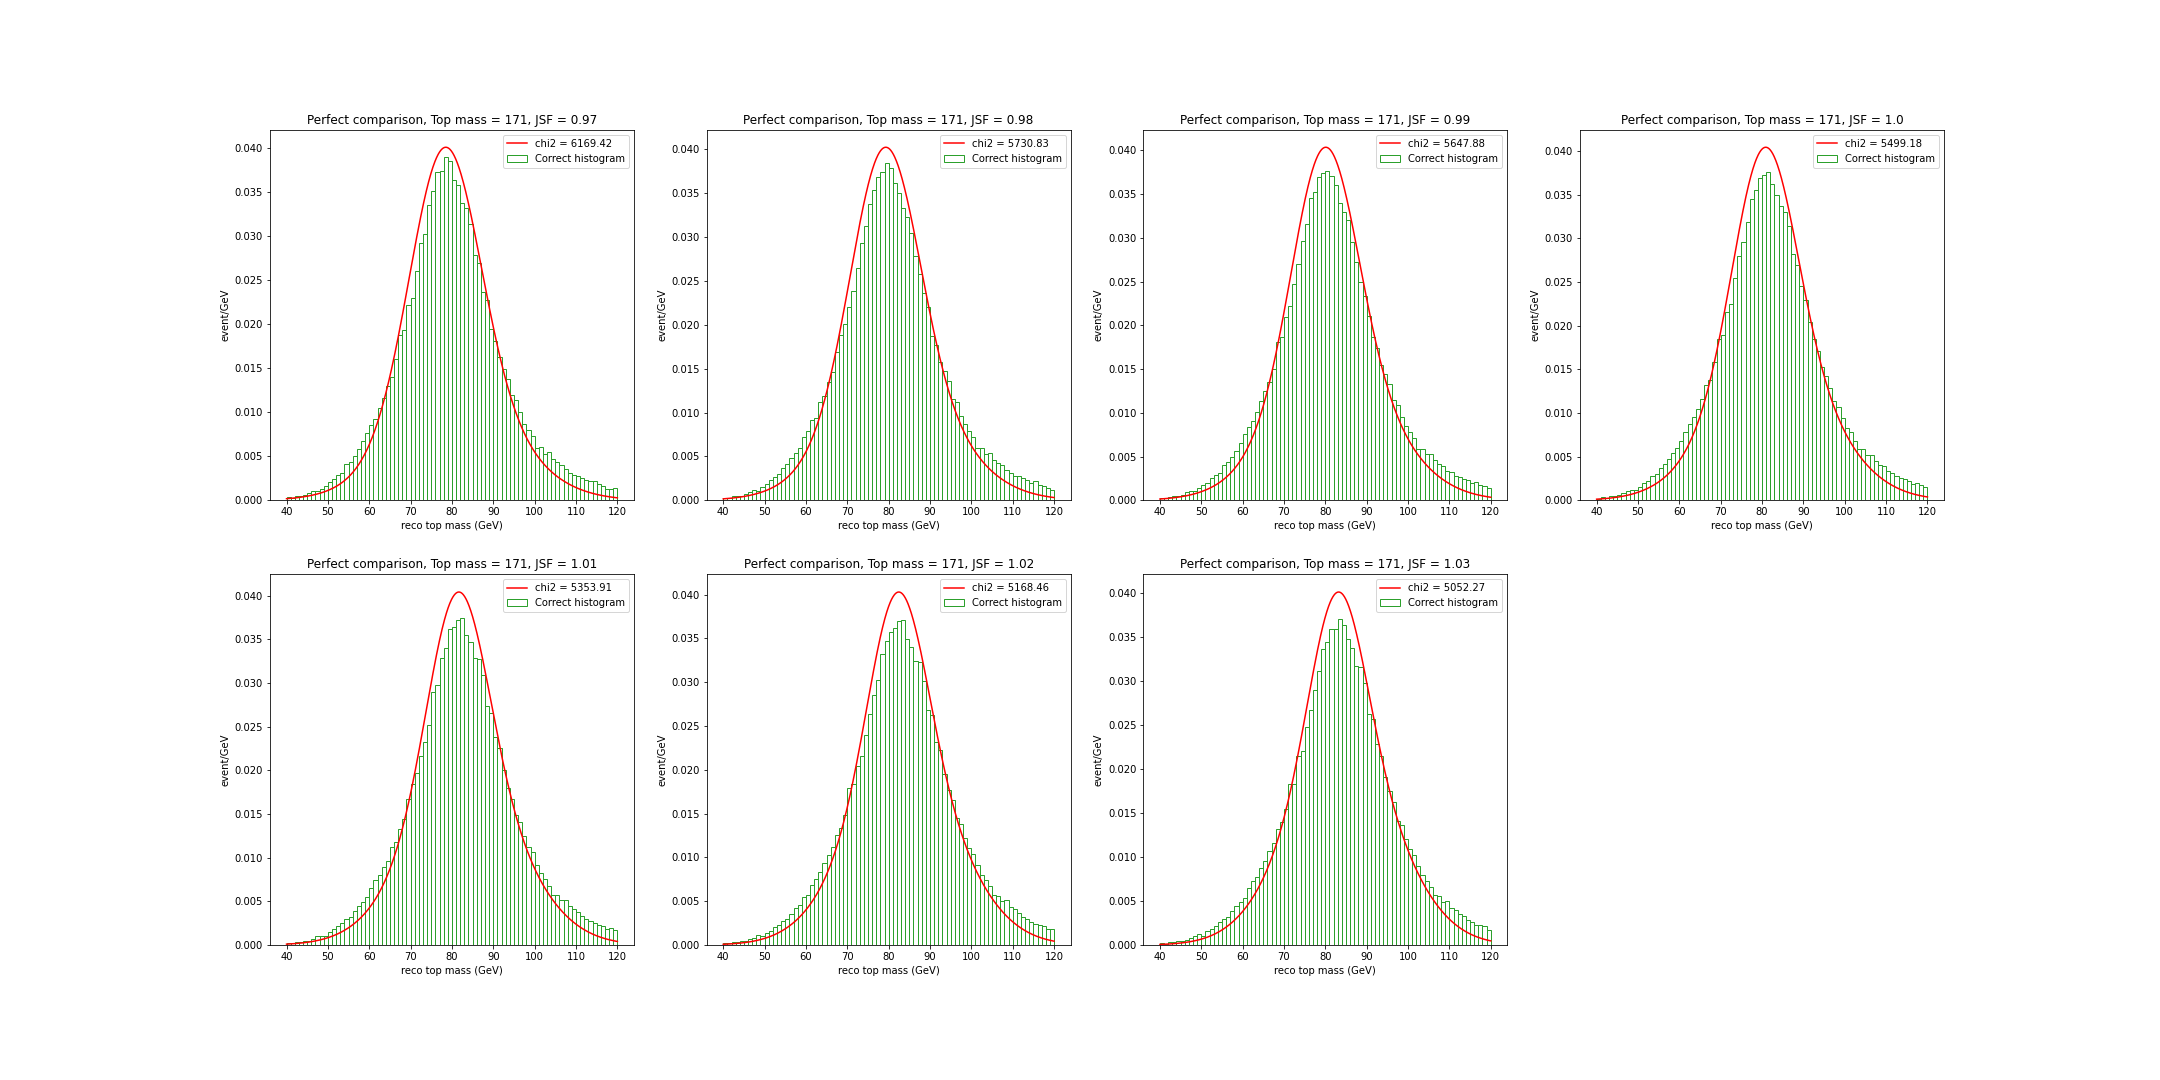 Perfect comparison, Top mass = 171, JSF = 0.97
chi2 = 6169.42
Correct histogram
0.040
0.035
0.030
0.025
0.020
0.015
0.010
0.005
0.000
event/GeV
40 50 60 70 80 90 100 110 120
reco top mass (GeV)
Perfect comparison, Top mass = 171, JSF = 0.98
chi2 = 5730.83
Correct histogram
0.040
0.035
0.030
0.025
0.020
0.015
0.010
0.005
0.000
event/GeV
40 50 60 70 80 90 100 110 120
reco top mass (GeV)
Perfect comparison, Top mass = 171, JSF = 0.99
chi2 = 5647.88
Correct histogram
0.040
0.035
0.030
0.025
0.020
0.015
0.010
0.005
0.000
event/GeV
40 50 60 70 80 90 100 110 120
reco top mass (GeV)
Perfect comparison, Top mass = 171, JSF = 1.0
chi2 = 5499.18
Correct histogram
0.040
0.035
0.030
0.025
0.020
0.015
0.010
0.005
0.000
event/GeV
40 50 60 70 80 90 100 110 120
reco top mass (GeV)
Perfect comparison, Top mass = 171, JSF = 1.01
chi2 = 5353.91
Correct histogram
0.040
0.035
0.030
0.025
0.020
0.015
0.010
0.005
0.000
event/GeV
40 50 60 70 80 90 100 110 120
reco top mass (GeV)
Perfect comparison, Top mass = 171, JSF = 1.02
chi2 = 5168.46
Correct histogram
0.040
0.035
0.030
0.025
0.020
0.015
0.010
0.005
0.000
event/GeV
40 50 60 70 80 90 100 110 120
reco top mass (GeV)
Perfect comparison, Top mass = 171, JSF = 1.03
chi2 = 5052.27
Correct histogram
0.040
0.035
0.030
0.025
0.020
0.015
0.010
0.005
0.000
event/GeV
40 50 60 70 80 90 100 110 120
reco top mass (GeV)